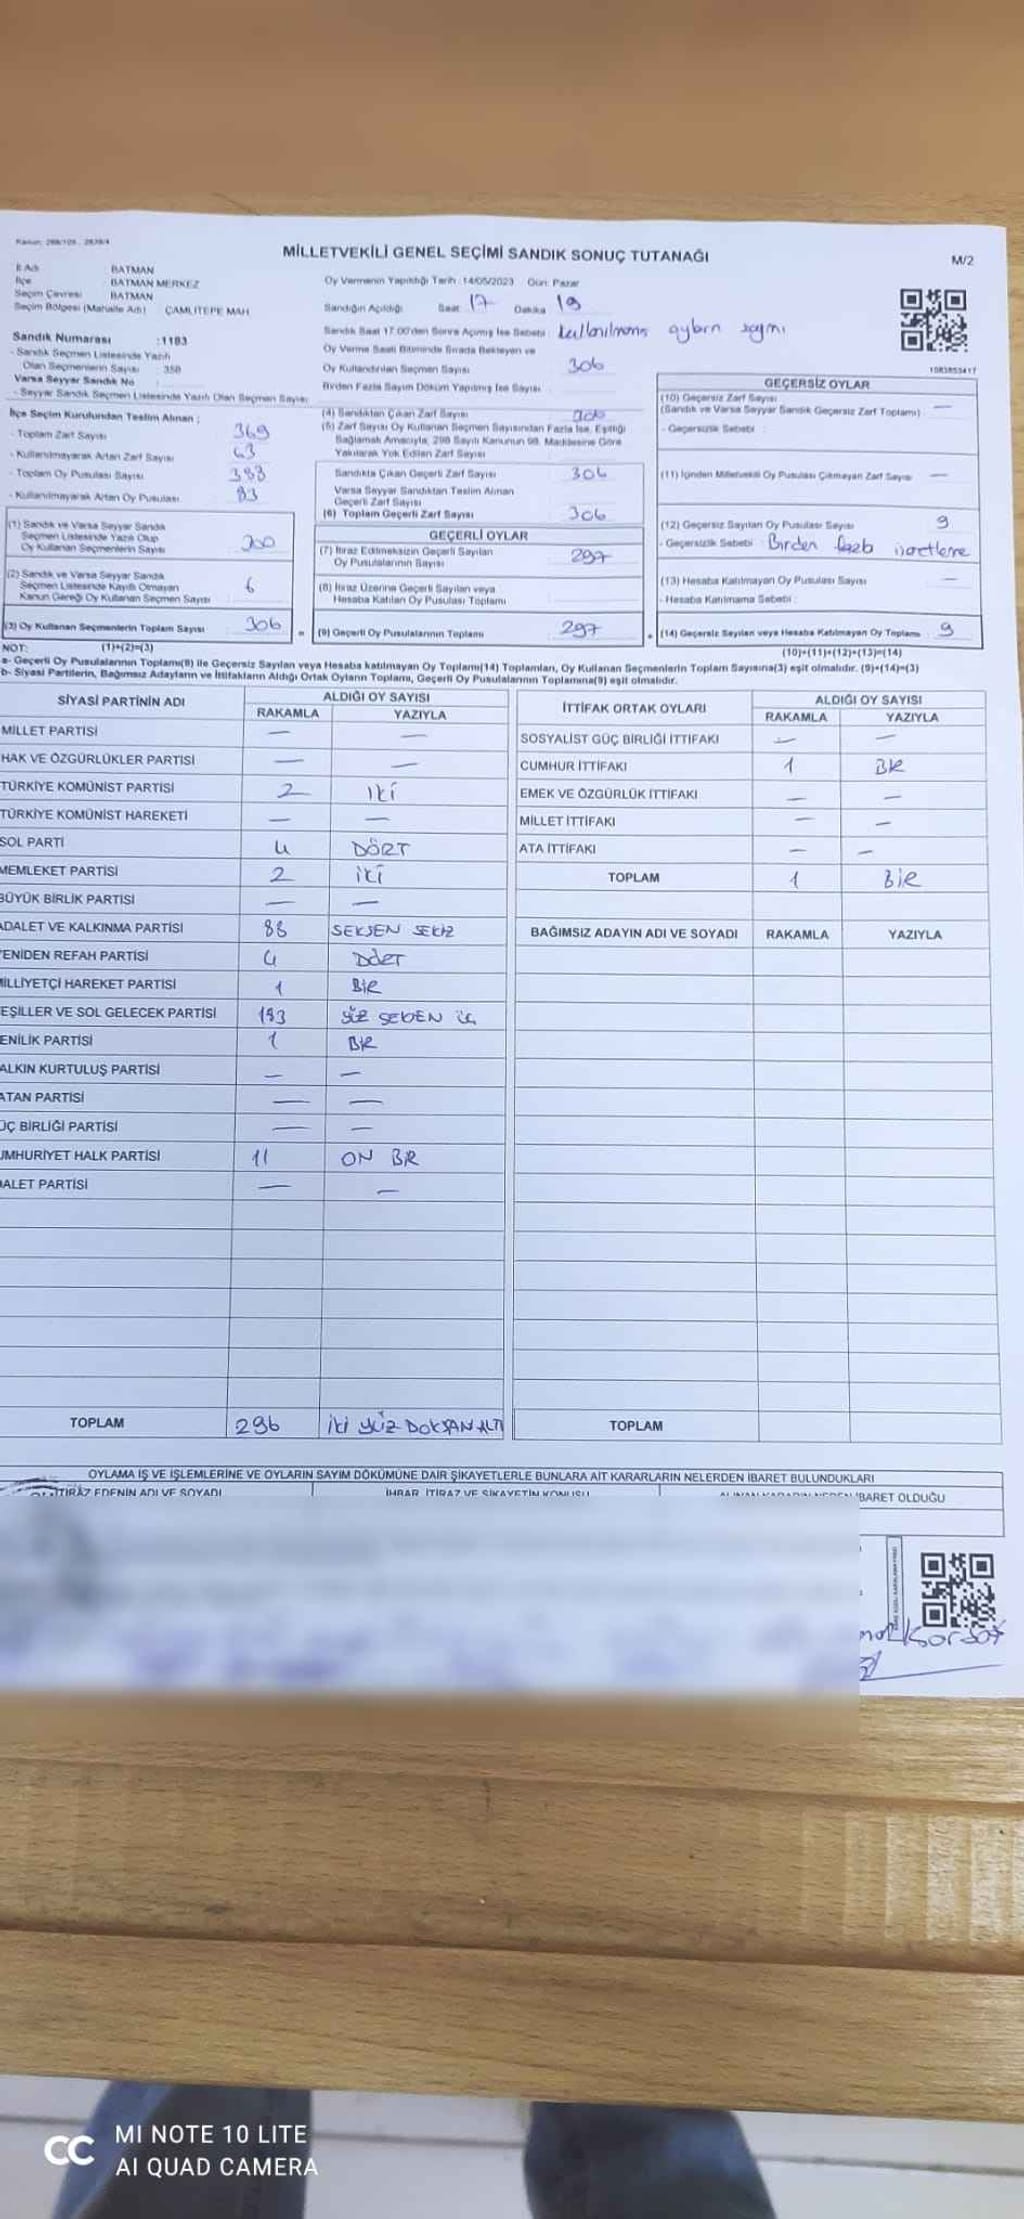 Kanun: 298/105 - 2839/4
MİLLETVEKİLİ GENEL SEÇİMİ SANDIK SONUÇ TUTANAĞI
M/2
İl Adı BATMAN
İlçe BATMAN MERKEZ
Seçim Çevresi BATMAN
Seçim Bölgesi (Mahalle Adı) ÇAMLITEPE MAH
Sandık Numarası :1183
- Sandık Seçmen Listesinde Yazılı
Olan Seçmenlerin Sayısı : 358
Varsa Seyyar Sandık No
- Seyyar Sandık Seçmen Listesinde Yazılı Olan Seçmen Sayısı
Oy Vermenin Yapıldığı Tarih :14/05/2023 Gün: Pazar
Sandığın Açıldığı Saat 17 Dakika 19
Sandık Saat 17.00'den Sonra Açılmış İse Sebebi : kullanılmamış oyların sayımı
Oy Verme Saati Bitiminde Sırada Bekleyen ve
Oy Kullandırılan Seçmen Sayısı 306
Birden Fazla Sayım Döküm Yapılmış İse Sayısı
1083853417
İlçe Seçim Kurulundan Teslim Alınan ;
- Toplam Zarf Sayısı 369
- Kullanılmayarak Artan Zarf Sayısı 63
- Toplam Oy Pusulası Sayısı 383
- Kullanılmayarak Artan Oy Pusulası 83
(1) Sandık ve Varsa Seyyar Sandık
Seçmen Listesinde Yazılı Olup
Oy Kullanan Seçmenlerin Sayısı 300
(2) Sandık ve Varsa Seyyar Sandık
Seçmen Listesinde Kayıtlı Olmayan
Kanun Gereği Oy Kullanan Seçmen Sayısı 6
(3) Oy Kullanan Seçmenlerin Toplam Sayısı 306
(4) Sandıktan Çıkan Zarf Sayısı
(5) Zarf Sayısı Oy Kullanan Seçmen Sayısından Fazla İse, Eşitliği
Bağlamak Amacıyla, 298 Sayılı Kanunun 98. Maddesine Göre
Yakılarak Yok Edilen Zarf Sayısı
Sandıkta Çıkan Geçerli Zarf Sayısı 306
Varsa Seyyar Sandıktan Teslim Alınan
Geçerli Zarf Sayısı
(6) Toplam Geçerli Zarf Sayısı 306
GEÇERLİ OYLAR
(7) İtiraz Edilmeksizin Geçerli Sayılan
Oy Pusulalarının Sayısı 297
(8) İtiraz Üzerine Geçerli Sayılan veya
Hesaba Katılan Oy Pusulası Toplamı
= (9) Geçerli Oy Pusulalarının Toplamı 297
GEÇERSİZ OYLAR
(10) Geçersiz Zarf Sayısı
(Sandık ve Varsa Seyyar Sandık Geçersiz Zarf Toplamı) —
- Geçersizlik Sebebi :
(11) İçinden Milletvekili Oy Pusulası Çıkmayan Zarf Sayısı —
(12) Geçersiz Sayılan Oy Pusulası Sayısı 9
- Geçersizlik Sebebi Birden fazla işaretleme
(13) Hesaba Katılmayan Oy Pusulası Sayısı —
- Hesaba Katılmama Sebebi :
+ (14) Geçersiz Sayılan veya Hesaba Katılmayan Oy Toplamı 9
NOT: (1)+(2)=(3)
(10)+(11)+(12)+(13)=(14)
a- Geçerli Oy Pusulalarının Toplamı(9) ile Geçersiz Sayılan veya Hesaba katılmayan Oy Toplamı(14) Toplamları, Oy Kullanan Seçmenlerin Toplam Sayısına(3) eşit olmalıdır. (9)+(14)=(3)
b- Siyasi Partilerin, Bağımsız Adayların ve İttifakların Aldığı Ortak Oyların Toplamı, Geçerli Oy Pusulalarının Toplamına(9) eşit olmalıdır.
SİYASİ PARTİNİN ADI ALDIĞI OY SAYISI
RAKAMLA YAZIYLA
MİLLET PARTİSİ — —
HAK VE ÖZGÜRLÜKLER PARTİSİ — —
TÜRKİYE KOMÜNİST PARTİSİ 2 iki
TÜRKİYE KOMÜNİST HAREKETİ — —
SOL PARTİ 4 DÖRT
MEMLEKET PARTİSİ 2 iKi
BÜYÜK BİRLİK PARTİSİ — —
ADALET VE KALKINMA PARTİSİ 88 SEKSEN SEKİZ
YENİDEN REFAH PARTİSİ 4 DÖRT
MİLLİYETÇİ HAREKET PARTİSİ 1 BİR
EŞİLLER VE SOL GELECEK PARTİSİ 183 YÜZ SEKSEN ÜÇ
ENİLİK PARTİSİ 1 BİR
ALKIN KURTULUŞ PARTİSİ — —
ATAN PARTİSİ — —
ÜÇ BİRLİĞİ PARTİSİ — —
UMHURİYET HALK PARTİSİ 11 ON BİR
ALET PARTİSİ — —
TOPLAM 296 iki YÜZ DOKSAN ALTI
İTTİFAK ORTAK OYLARI ALDIĞI OY SAYISI
RAKAMLA YAZIYLA
SOSYALİST GÜÇ BİRLİĞİ İTTİFAKI — —
CUMHUR İTTİFAKI 1 BİR
EMEK VE ÖZGÜRLÜK İTTİFAKI — —
MİLLET İTTİFAKI — —
ATA İTTİFAKI — —
TOPLAM 1 BİR
BAĞIMSIZ ADAYIN ADI VE SOYADI RAKAMLA YAZIYLA
TOPLAM
OYLAMA İŞ VE İŞLEMLERİNE VE OYLARIN SAYIM DÖKÜMÜNE DAİR ŞİKAYETLERLE BUNLARA AİT KARARLARIN NELERDEN İBARET BULUNDUKLARI
İTİRAZ EDENİN ADI VE SOYADI İHBAR, İTİRAZ VE ŞİKAYETİN KONUSU ALINAN KARARIN NEDEN İBARET OLDUĞU
MI NOTE 10 LITE
AI QUAD CAMERA